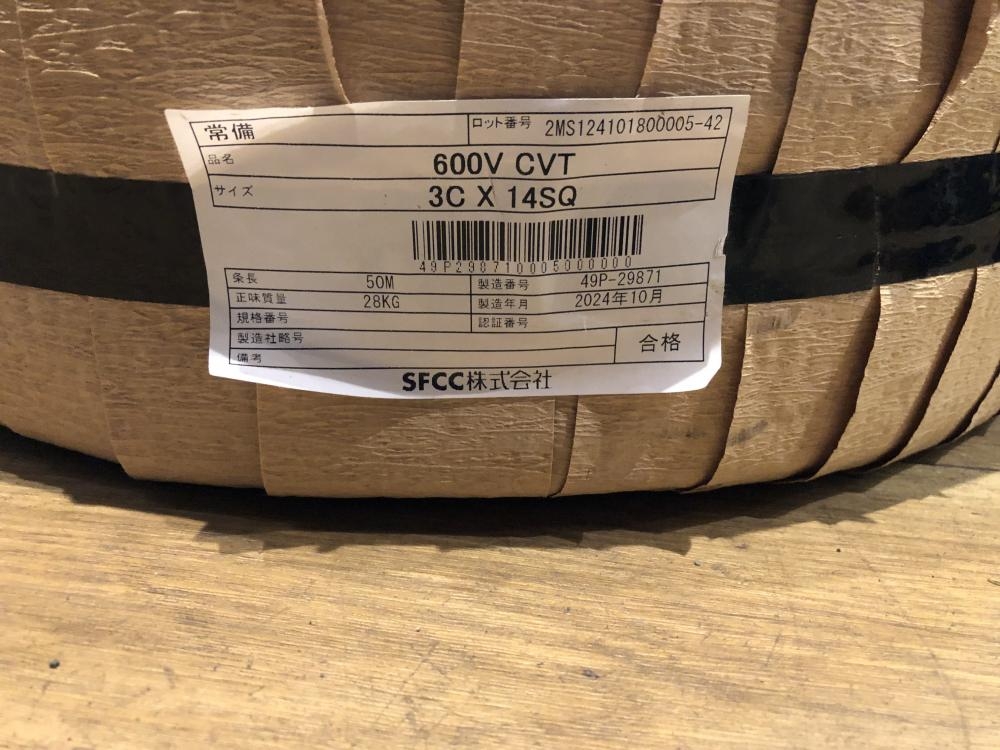 常備 ロット番号 2MS124101800005-42
品名 600V CVT
サイズ 3C X 14SQ
49P298710005000000
条長 50M 製造番号 49P-29871
正味質量 28KG 製造年月 2024年10月
規格番号 認証番号
製造社略号 合格
備考
SFCC株式会社